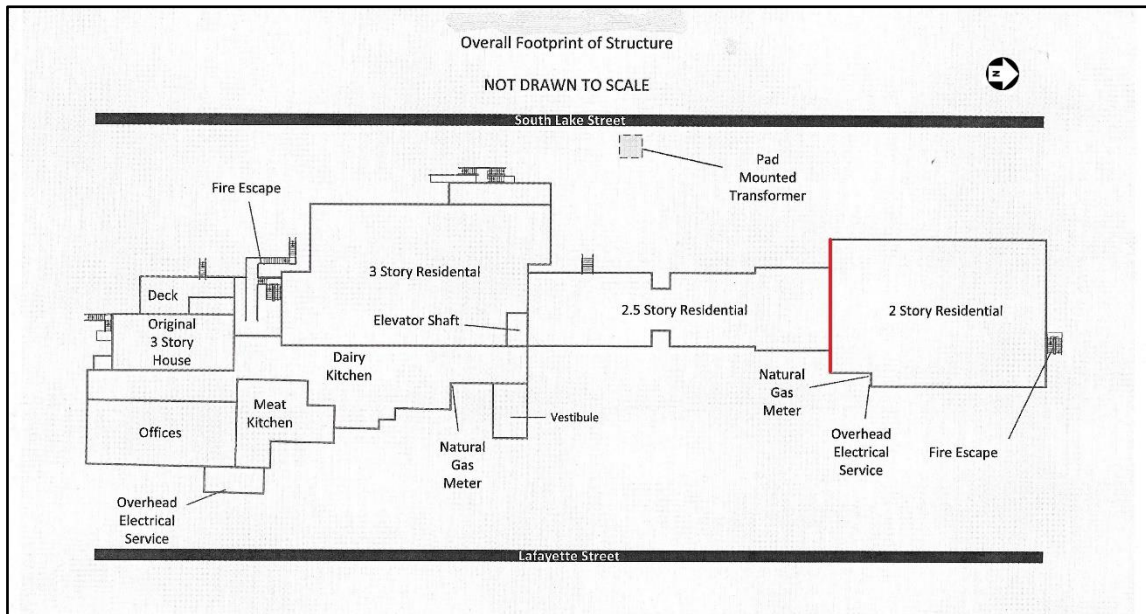 Overall Footprint of Structure
NOT DRAWN TO SCALE
N
South Lake Street
Pad
Mounted
Transformer
Fire Escape
3 Story Residental
Deck
2.5 Story Residental
2 Story Residental
Elevator Shaft
Original
3 Story
House
Dairy
Kitchen
Natural
Gas
Meter
Meat
Kitchen
Offices
Vestibule
Natural
Gas
Meter
Overhead
Electrical
Service
Fire Escape
Overhead
Electrical
Service
Lafayette Street